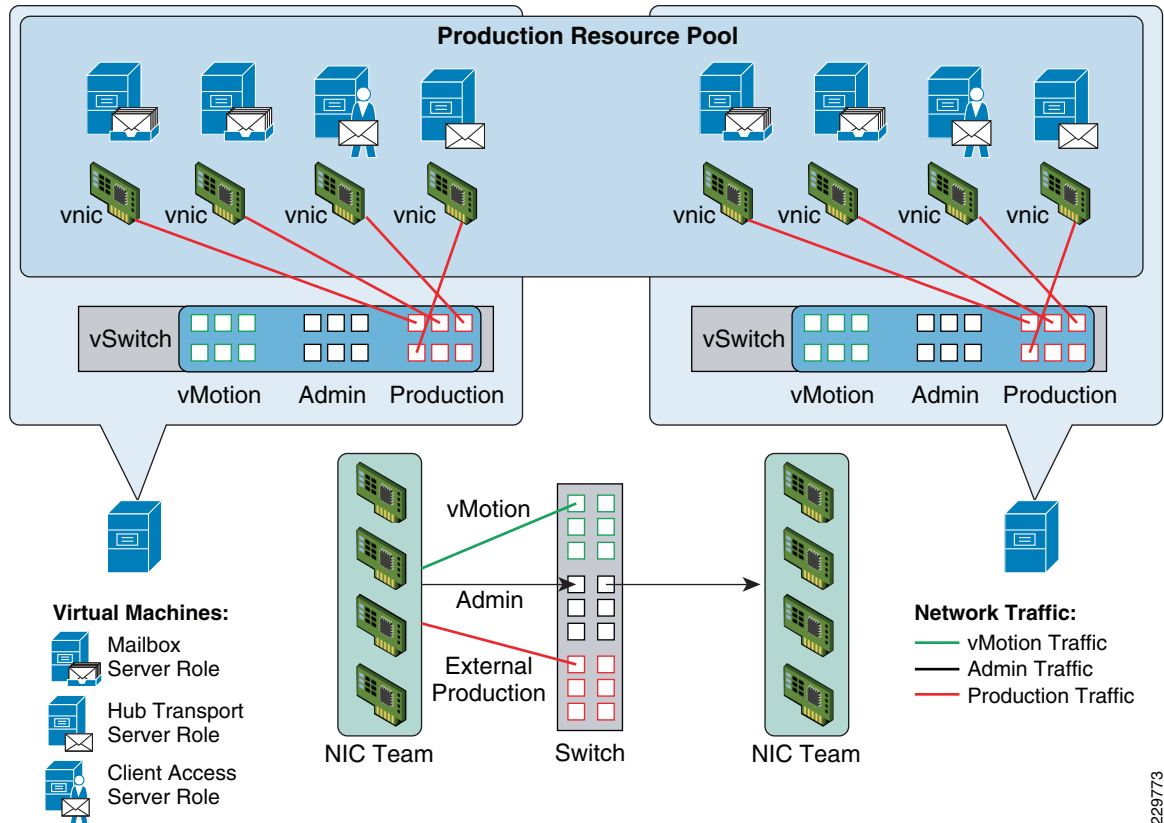 Production Resource Pool
vnic vnic vnic vnic
vnic vnic vnic vnic
vSwitch
vMotion Admin Production
vSwitch
vMotion Admin Production
vMotion
Admin
External
Production
NIC Team
Switch
NIC Team
Virtual Machines:
Mailbox
Server Role
Hub Transport
Server Role
Client Access
Server Role
Network Traffic:
vMotion Traffic
Admin Traffic
Production Traffic
229773